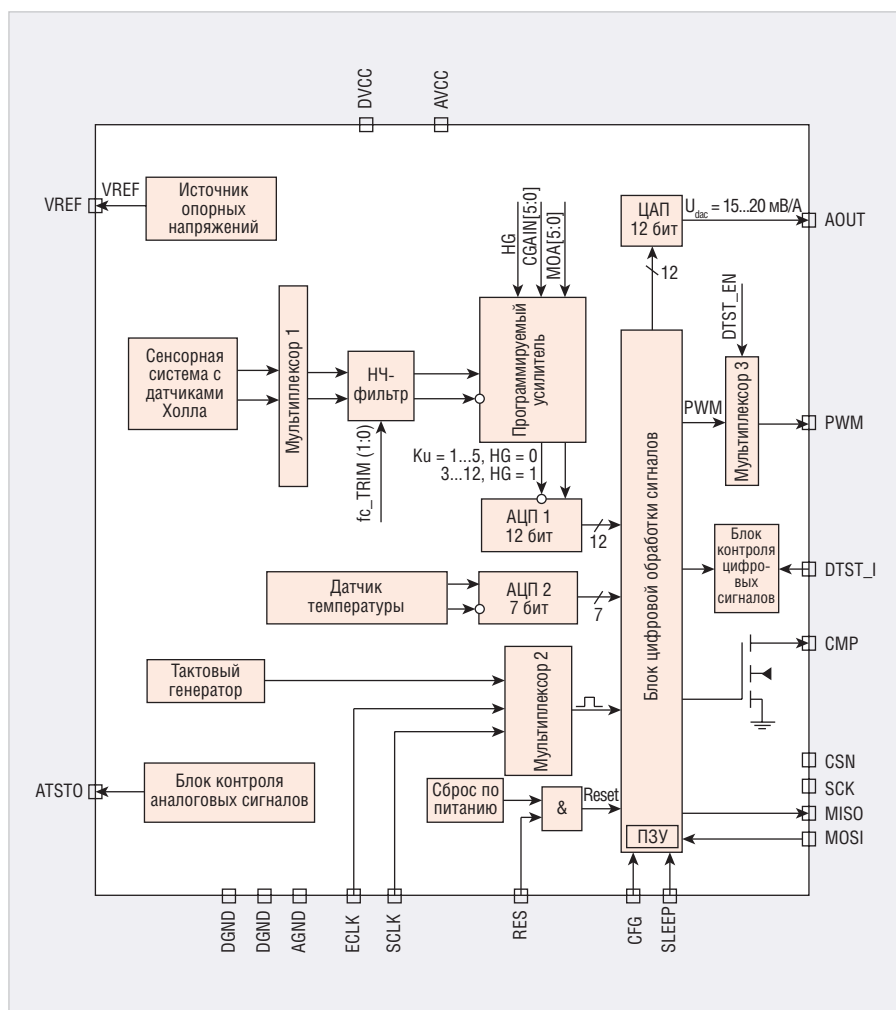 DVCC
AVCC
VREF
VREF
Источник
опорных
напряжений
HG
CGAIN[5:0]
MOA[5:0]
ЦАП
12 бит
U_dac = 15...20 мВ/А
AOUT
12
DTST_EN
Сенсорная
система с
датчиками
Холла
Мультиплексор 1
НЧ-
фильтр
fc_TRIM (1:0)
Программируемый
усилитель
Ku = 1...5, HG = 0
3...12, HG = 1
АЦП 1
12 бит
12
PWM
Мультиплексор 3
PWM
Блок цифровой обработки сигналов
Блок
контроля
цифро-
вых
сигналов
DTST_I
Датчик
температуры
АЦП 2
7 бит
7
CMP
Тактовый
генератор
Мультиплексор 2
ATSTO
Блок контроля
аналоговых сигналов
Сброс по
питанию
&
Reset
ПЗУ
CSN
SCK
MISO
MOSI
DGND
DGND
AGND
ECLK
SCLK
RES
CFG
SLEEP